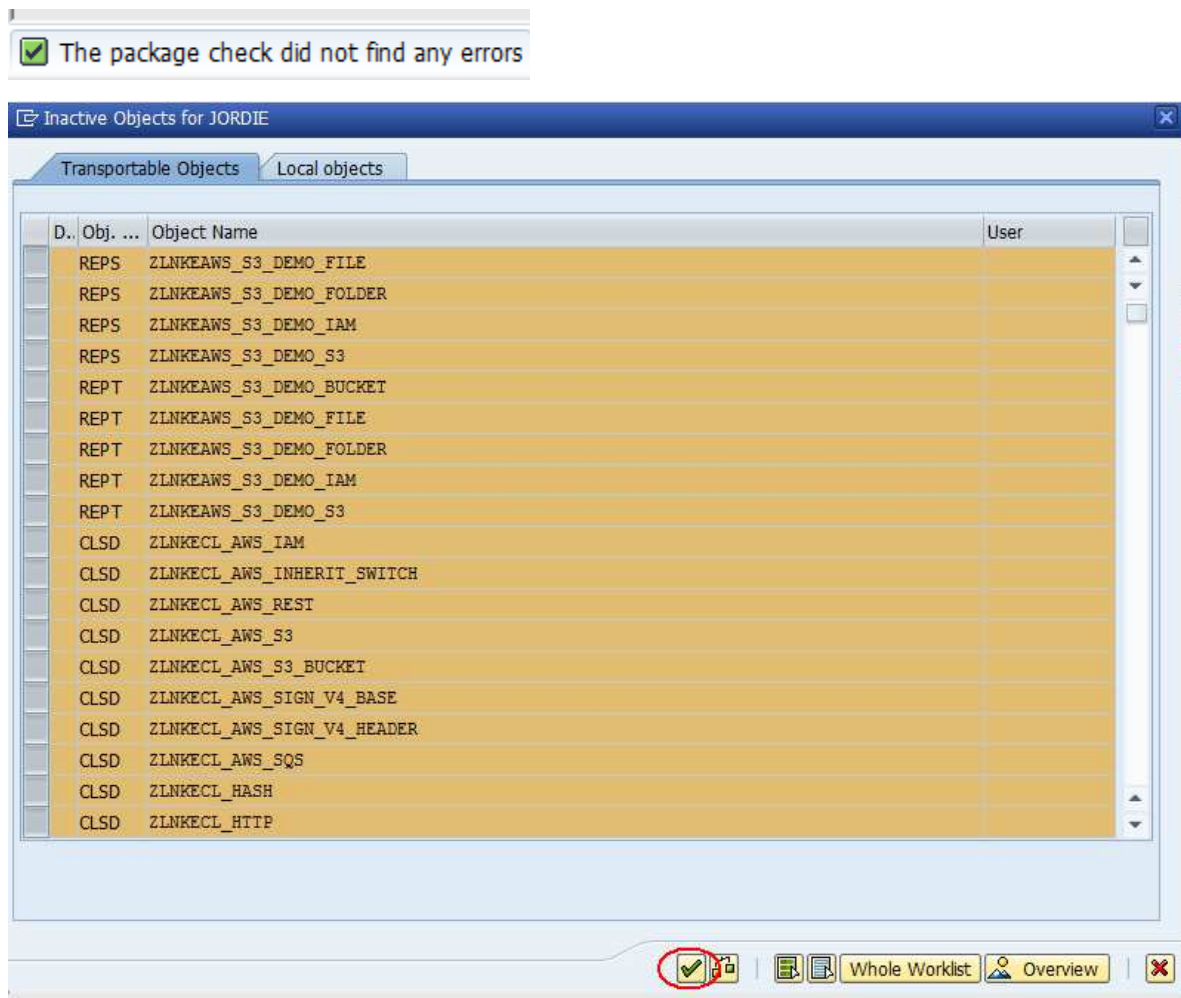 The package check did not find any errors
Inactive Objects for JORDIE
Transportable Objects Local objects
D.. Obj. ... Object Name User
REPS ZLNKEAWS_S3_DEMO_FILE
REPS ZLNKEAWS_S3_DEMO_FOLDER
REPS ZLNKEAWS_S3_DEMO_IAM
REPS ZLNKEAWS_S3_DEMO_S3
REPT ZLNKEAWS_S3_DEMO_BUCKET
REPT ZLNKEAWS_S3_DEMO_FILE
REPT ZLNKEAWS_S3_DEMO_FOLDER
REPT ZLNKEAWS_S3_DEMO_IAM
REPT ZLNKEAWS_S3_DEMO_S3
CLSD ZLNKECL_AWS_IAM
CLSD ZLNKECL_AWS_INHERIT_SWITCH
CLSD ZLNKECL_AWS_REST
CLSD ZLNKECL_AWS_S3
CLSD ZLNKECL_AWS_S3_BUCKET
CLSD ZLNKECL_AWS_SIGN_V4_BASE
CLSD ZLNKECL_AWS_SIGN_V4_HEADER
CLSD ZLNKECL_AWS_SQS
CLSD ZLNKECL_HASH
CLSD ZLNKECL_HTTP
Whole Worklist Overview